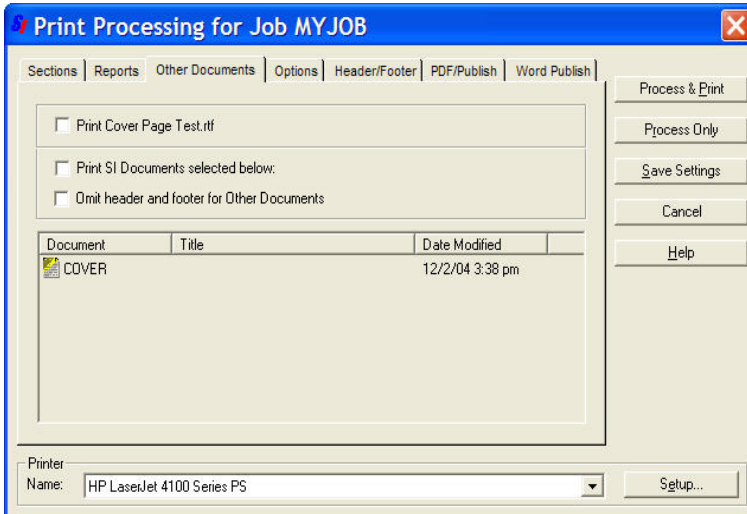 SI Print Processing for Job MYJOB
Sections Reports Other Documents Options Header/Footer PDF/Publish Word Publish
Process & Print
Print Cover Page Test.rtf
Process Only
Print SI Documents selected below:
Save Settings
Omit header and footer for Other Documents
Cancel
Document Title Date Modified
Help
COVER 12/2/04 3:38 pm
Printer
Name: HP LaserJet 4100 Series PS Setup...